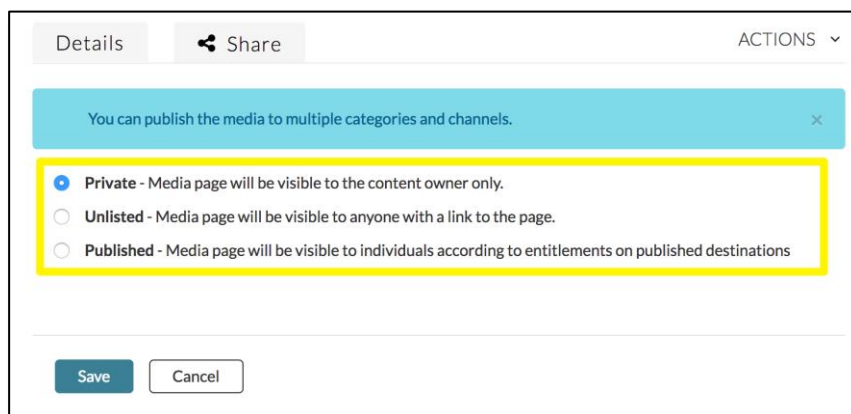 Details Share ACTIONS
You can publish the media to multiple categories and channels. ×
Private - Media page will be visible to the content owner only.
Unlisted - Media page will be visible to anyone with a link to the page.
Published - Media page will be visible to individuals according to entitlements on published destinations
Save Cancel